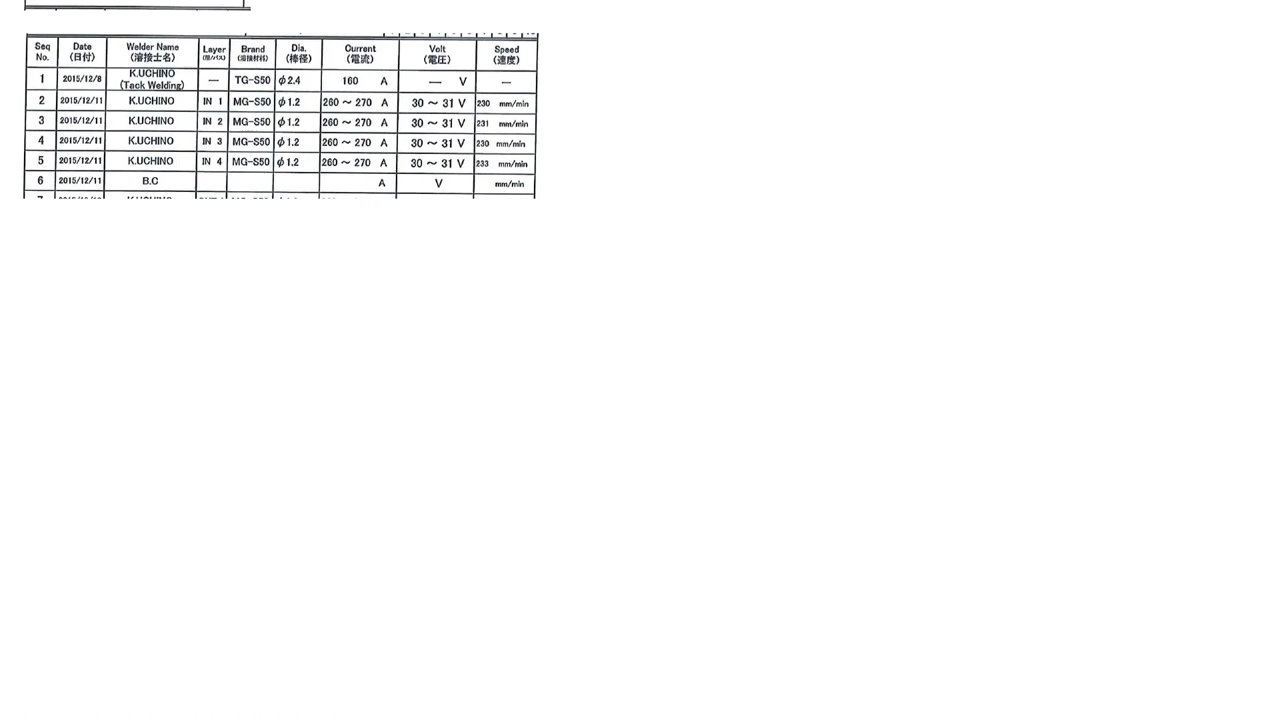 Seq No. Date (日付) Welder Name (溶接士名) Layer (層/パス) Brand (溶接材料) Dia. (棒径) Current (電流) Volt (電圧) Speed (速度)
1 2015/12/8 K.UCHINO (Tack Welding) — TG-S50 φ2.4 160 A — V —
2 2015/12/11 K.UCHINO IN 1 MG-S50 φ1.2 260 ～ 270 A 30 ～ 31 V 230 mm/min
3 2015/12/11 K.UCHINO IN 2 MG-S50 φ1.2 260 ～ 270 A 30 ～ 31 V 231 mm/min
4 2015/12/11 K.UCHINO IN 3 MG-S50 φ1.2 260 ～ 270 A 30 ～ 31 V 230 mm/min
5 2015/12/11 K.UCHINO IN 4 MG-S50 φ1.2 260 ～ 270 A 30 ～ 31 V 233 mm/min
6 2015/12/11 B.C A V mm/min